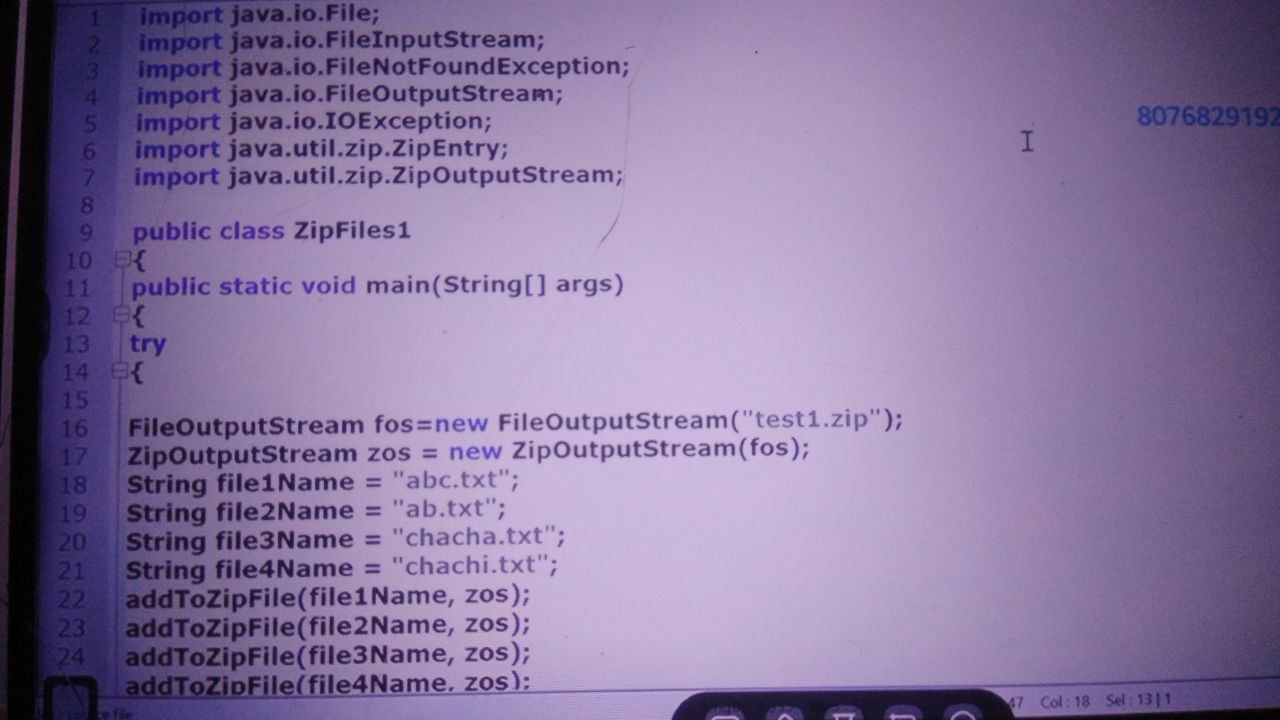 1 import java.io.File;
2 import java.io.FileInputStream;
3 import java.io.FileNotFoundException;
4 import java.io.FileOutputStream;
5 import java.io.IOException;
6 import java.util.zip.ZipEntry;
7 import java.util.zip.ZipOutputStream;
8
9 public class ZipFiles1
10 {
11 public static void main(String[] args)
12 {
13 try
14 {
15
16 FileOutputStream fos=new FileOutputStream("test1.zip");
17 ZipOutputStream zos = new ZipOutputStream(fos);
18 String file1Name = "abc.txt";
19 String file2Name = "ab.txt";
20 String file3Name = "chacha.txt";
21 String file4Name = "chachi.txt";
22 addToZipFile(file1Name, zos);
23 addToZipFile(file2Name, zos);
24 addToZipFile(file3Name, zos);
addToZipFile(file4Name, zos);
8076829192
file 47 Col : 18 Sel : 13 | 1